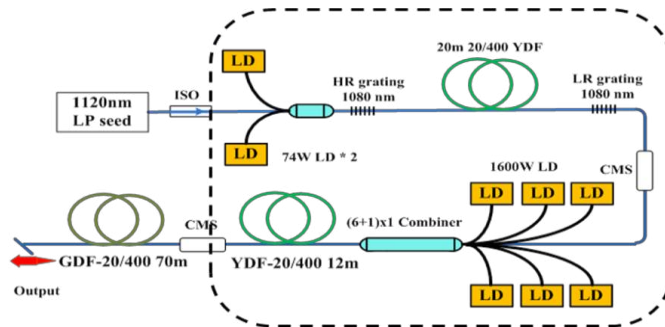 LD
20m 20/400 YDF
HR grating
1080 nm
LR grating
1080 nm
ISO
1120nm
LP seed
LD
74W LD * 2
1600W LD
CMS
LD LD LD
(6+1)x1 Combiner
CMS
GDF-20/400 70m
YDF-20/400 12m
Output
LD LD LD